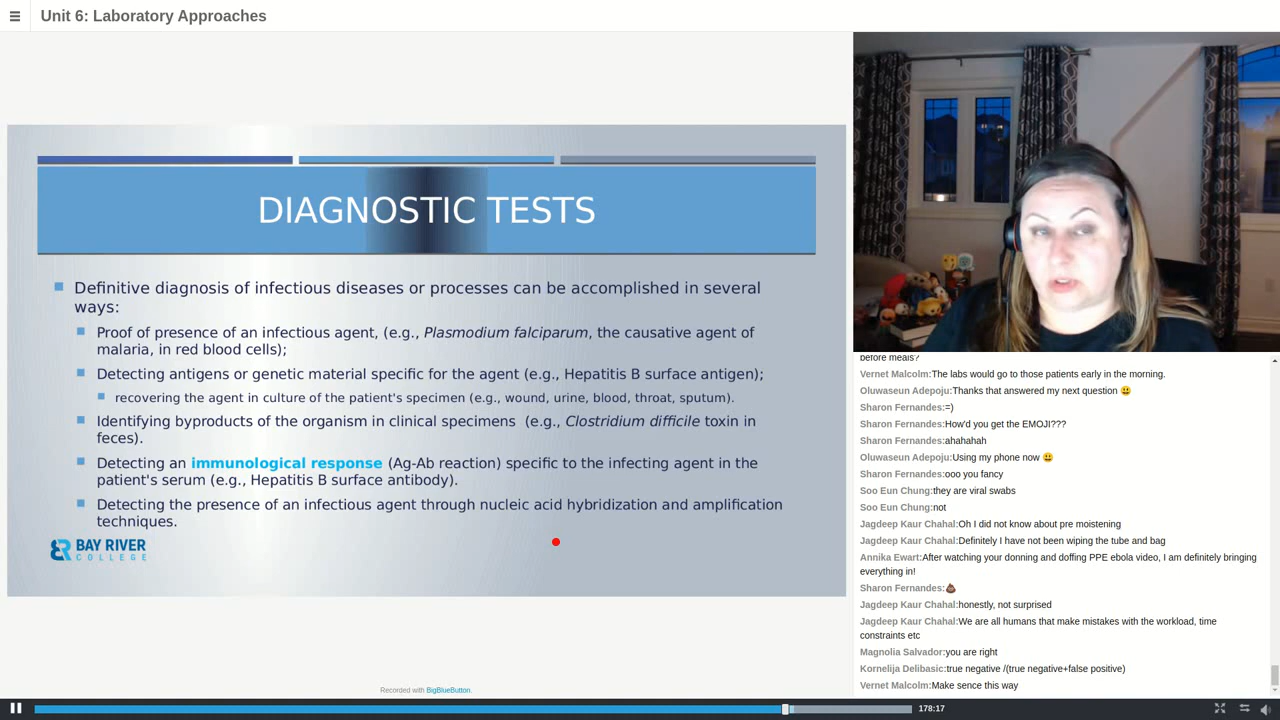 Unit 6: Laboratory Approaches
DIAGNOSTIC TESTS
Definitive diagnosis of infectious diseases or processes can be accomplished in several
ways:
Proof of presence of an infectious agent, (e.g., Plasmodium falciparum, the causative agent of
malaria, in red blood cells);
Detecting antigens or genetic material specific for the agent (e.g., Hepatitis B surface antigen);
recovering the agent in culture of the patient's specimen (e.g., wound, urine, blood, throat, sputum).
Identifying byproducts of the organism in clinical specimens (e.g., Clostridium difficile toxin in
feces).
Detecting an immunological response (Ag-Ab reaction) specific to the infecting agent in the
patient's serum (e.g., Hepatitis B surface antibody).
Detecting the presence of an infectious agent through nucleic acid hybridization and amplification
techniques.
BAY RIVER
COLLEGE
Recorded with BigBlueButton.
before meals?
Vernet Malcolm:The labs would go to those patients early in the morning.
Oluwaseun Adepoju:Thanks that answered my next question 😃
Sharon Fernandes:=)
Sharon Fernandes:How'd you get the EMOJI???
Sharon Fernandes:ahahahah
Oluwaseun Adepoju:Using my phone now 😃
Sharon Fernandes:ooo you fancy
Soo Eun Chung:they are viral swabs
Soo Eun Chung:not
Jagdeep Kaur Chahal:Oh I did not know about pre moistening
Jagdeep Kaur Chahal:Definitely I have not been wiping the tube and bag
Annika Ewart:After watching your donning and doffing PPE ebola video, I am definitely bringing
everything in!
Sharon Fernandes:💩
Jagdeep Kaur Chahal:honestly, not surprised
Jagdeep Kaur Chahal:We are all humans that make mistakes with the workload, time
constraints etc
Magnolia Salvador:you are right
Kornelija Delibasic:true negative /(true negative+false positive)
Vernet Malcolm:Make sence this way
178:17